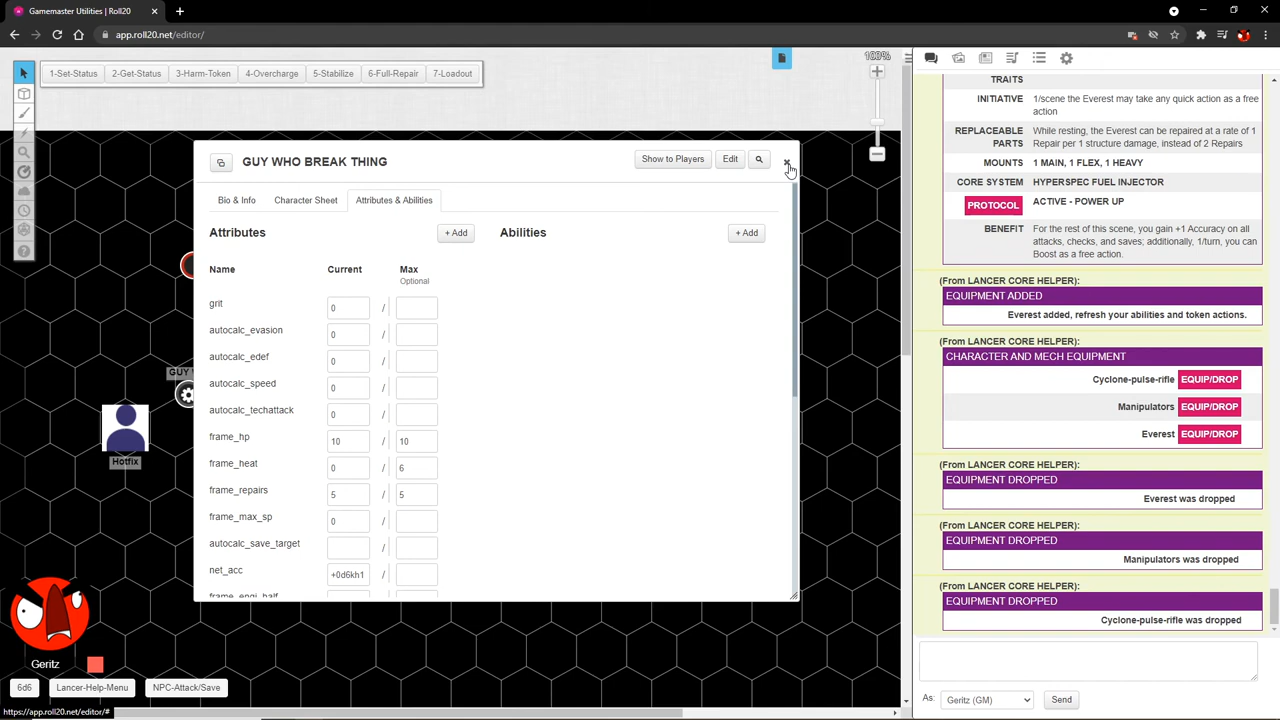 Gamemaster Utilities | Roll20
app.roll20.net/editor/
1-Set-Status 2-Get-Status 3-Harm-Token 4-Overcharge 5-Stabilize 6-Full-Repair 7-Loadout
100%
GUY WHO BREAK THING
Show to Players Edit
Bio & Info Character Sheet Attributes & Abilities
Attributes + Add
Abilities + Add
Name Current Max
Optional
grit 0 /
autocalc_evasion 0 /
autocalc_edef 0 /
autocalc_speed 0 /
autocalc_techattack 0 /
frame_hp 10 / 10
frame_heat 0 / 6
frame_repairs 5 / 5
frame_max_sp 0 /
autocalc_save_target /
net_acc +0d6kh1 /
GUY
Hotfix
Geritz
6d6 Lancer-Help-Menu NPC-Attack/Save
https://app.roll20.net/editor/#
TRAITS
INITIATIVE 1/scene the Everest may take any quick action as a free
action
REPLACEABLE While resting, the Everest can be repaired at a rate of 1
PARTS Repair per 1 structure damage, instead of 2 Repairs
MOUNTS 1 MAIN, 1 FLEX, 1 HEAVY
CORE SYSTEM HYPERSPEC FUEL INJECTOR
PROTOCOL ACTIVE - POWER UP
BENEFIT For the rest of this scene, you gain +1 Accuracy on all
attacks, checks, and saves; additionally, 1/turn, you can
Boost as a free action.
(From LANCER CORE HELPER):
EQUIPMENT ADDED
Everest added, refresh your abilities and token actions.
(From LANCER CORE HELPER):
CHARACTER AND MECH EQUIPMENT
Cyclone-pulse-rifle EQUIP/DROP
Manipulators EQUIP/DROP
Everest EQUIP/DROP
(From LANCER CORE HELPER):
EQUIPMENT DROPPED
Everest was dropped
(From LANCER CORE HELPER):
EQUIPMENT DROPPED
Manipulators was dropped
(From LANCER CORE HELPER):
EQUIPMENT DROPPED
Cyclone-pulse-rifle was dropped
As: Geritz (GM) Send